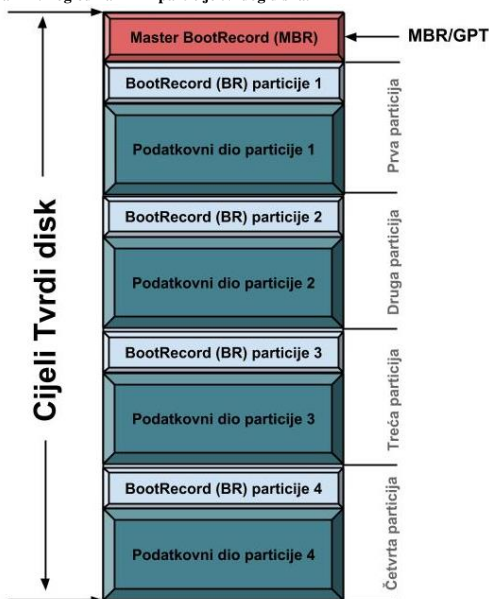 Master BootRecord (MBR)
MBR/GPT
BootRecord (BR) particije 1
Podatkovni dio particije 1
Prva particija
BootRecord (BR) particije 2
Podatkovni dio particije 2
Druga particija
BootRecord (BR) particije 3
Podatkovni dio particije 3
Treća particija
BootRecord (BR) particije 4
Podatkovni dio particije 4
Četvrta particija
Cijeli Tvrdi disk